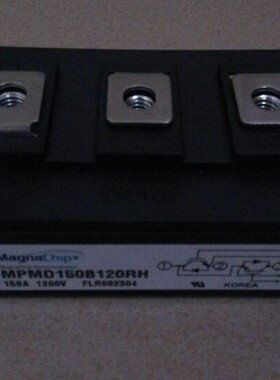 MagnaChip
MPMD150B120RH
150A 1200V FLR082304
KOREA